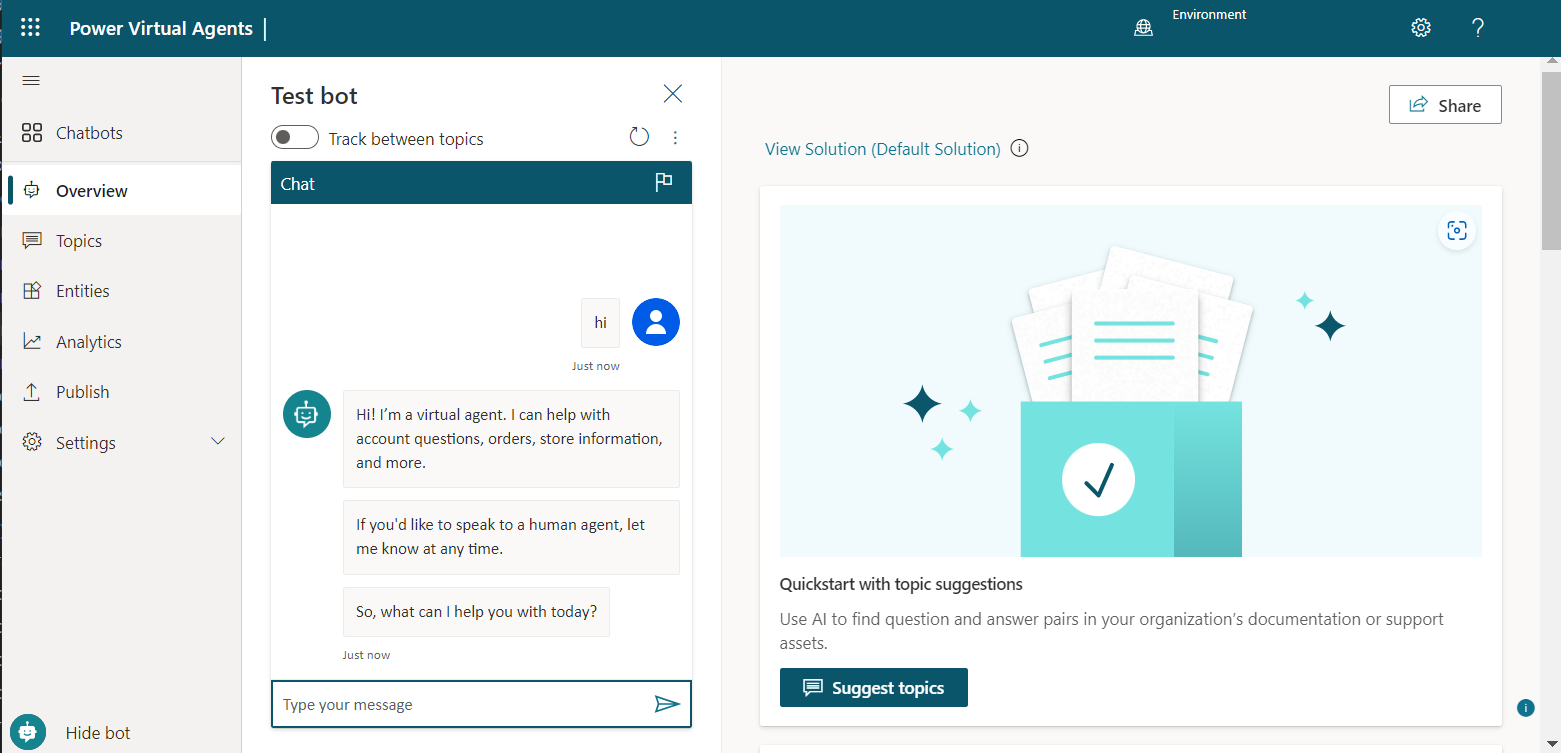 Power Virtual Agents |
Environment
?
Chatbots
Overview
Topics
Entities
Analytics
Publish
Settings
Hide bot
Test bot
Track between topics
Chat
hi
Just now
Hi! I’m a virtual agent. I can help with
account questions, orders, store information,
and more.
If you'd like to speak to a human agent, let
me know at any time.
So, what can I help you with today?
Just now
Type your message
Share
View Solution (Default Solution)
Quickstart with topic suggestions
Use AI to find question and answer pairs in your organization’s documentation or support
assets.
Suggest topics